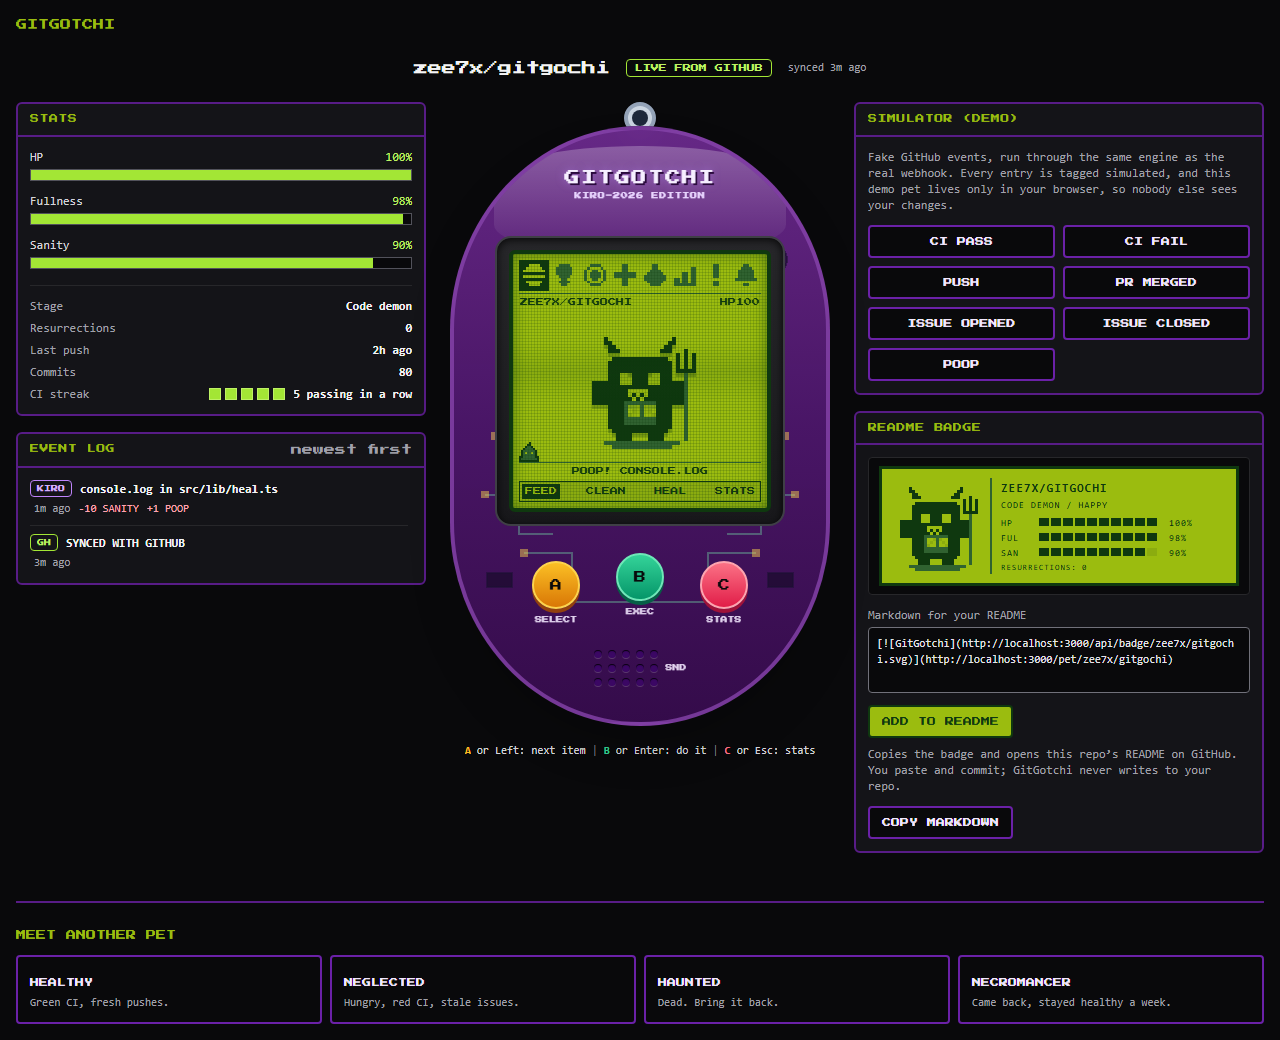 GITGOTCHI
zee7x/gitgochi LIVE FROM GITHUB synced 3m ago
STATS
HP 100%
Fullness 98%
Sanity 90%
Stage Code demon
Resurrections 0
Last push 2h ago
Commits 80
CI streak 5 passing in a row
EVENT LOG newest first
KIRO console.log in src/lib/heal.ts
1m ago -10 SANITY +1 POOP
GH SYNCED WITH GITHUB
3m ago
GITGOTCHI
KIRO-2026 EDITION
ZEE7X/GITGOCHI HP100
POOP! CONSOLE.LOG
FEED CLEAN HEAL STATS
A B C
SELECT EXEC STATS
SND
A or Left: next item | B or Enter: do it | C or Esc: stats
SIMULATOR (DEMO)
Fake GitHub events, run through the same engine as the
real webhook. Every entry is tagged simulated, and this
demo pet lives only in your browser, so nobody else sees
your changes.
CI PASS CI FAIL
PUSH PR MERGED
ISSUE OPENED ISSUE CLOSED
POOP
README BADGE
ZEE7X/GITGOCHI
CODE DEMON / HAPPY
HP 100%
FUL 98%
SAN 90%
RESURRECTIONS: 0
Markdown for your README
[![GitGotchi](http://localhost:3000/api/badge/zee7x/gitgoch
i.svg)](http://localhost:3000/pet/zee7x/gitgochi)
ADD TO README
Copies the badge and opens this repo’s README on GitHub.
You paste and commit; GitGotchi never writes to your
repo.
COPY MARKDOWN
MEET ANOTHER PET
HEALTHY
Green CI, fresh pushes.
NEGLECTED
Hungry, red CI, stale issues.
HAUNTED
Dead. Bring it back.
NECROMANCER
Came back, stayed healthy a week.